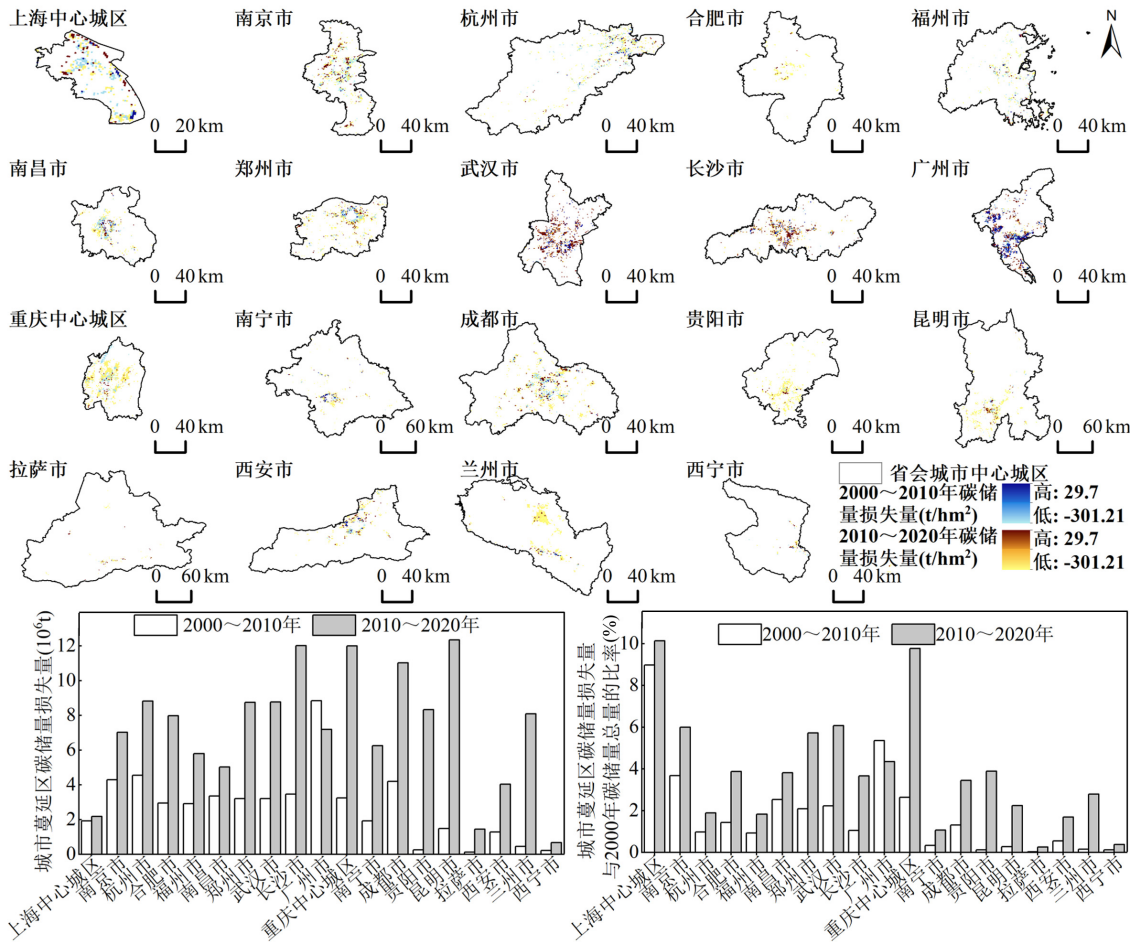 上海中心城区
南京市
杭州市
合肥市
福州市
N
0 20 km
0 40 km
0 40 km
0 40 km
0 40 km
南昌市
郑州市
武汉市
长沙市
广州市
0 40 km
0 40 km
0 40 km
0 40 km
0 40 km
重庆中心城区
南宁市
成都市
贵阳市
昆明市
0 40 km
0 60 km
0 40 km
0 40 km
0 60 km
拉萨市
西安市
兰州市
西宁市
0 60 km
0 40 km
0 40 km
0 40 km
省会城市中心城区
2000～2010年碳储
量损失量(t/hm²)
高: 29.7
低: -301.21
2010～2020年碳储
量损失量(t/hm²)
高: 29.7
低: -301.21
城市蔓延区碳储量损失量(10⁶t)
2000～2010年
2010～2020年
12
10
8
6
4
2
0
上海中心城区
南京市
杭州市
合肥市
福州市
南昌市
郑州市
武汉市
长沙市
广州市
重庆中心城区
南宁市
成都市
贵阳市
昆明市
拉萨市
西安市
兰州市
西宁市
城市蔓延区碳储量损失量
与2000年碳储量总量的比率(%)
2000～2010年
2010～2020年
10
8
6
4
2
0
上海中心城区
南京市
杭州市
合肥市
福州市
南昌市
郑州市
武汉市
长沙市
广州市
重庆中心城区
南宁市
成都市
贵阳市
昆明市
拉萨市
西安市
兰州市
西宁市